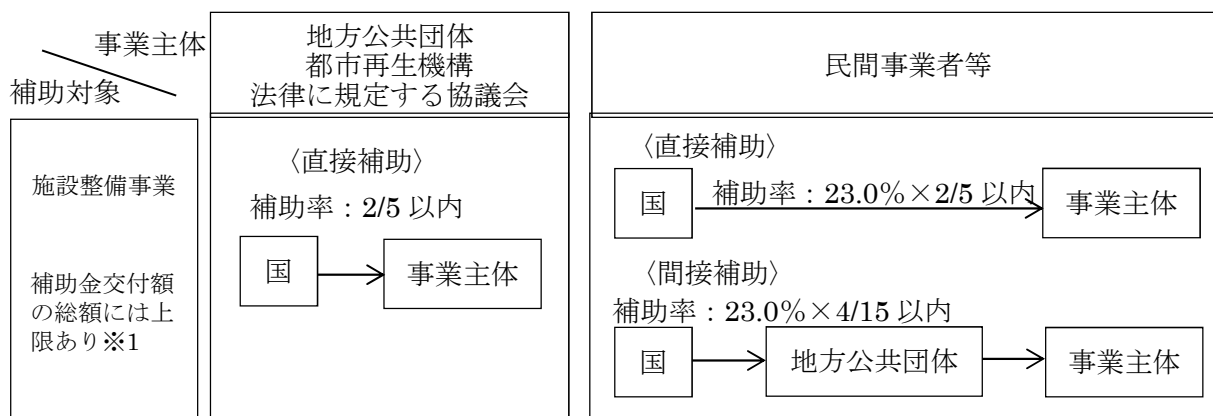 事業主体
補助対象
地方公共団体
都市再生機構
法律に規定する協議会
民間事業者等
施設整備事業
補助金交付額
の総額には上
限あり※1
〈直接補助〉
補助率：2/5 以内
国
事業主体
〈直接補助〉
国
補助率：23.0%×2/5 以内
事業主体
〈間接補助〉
補助率：23.0%×4/15 以内
国
地方公共団体
事業主体